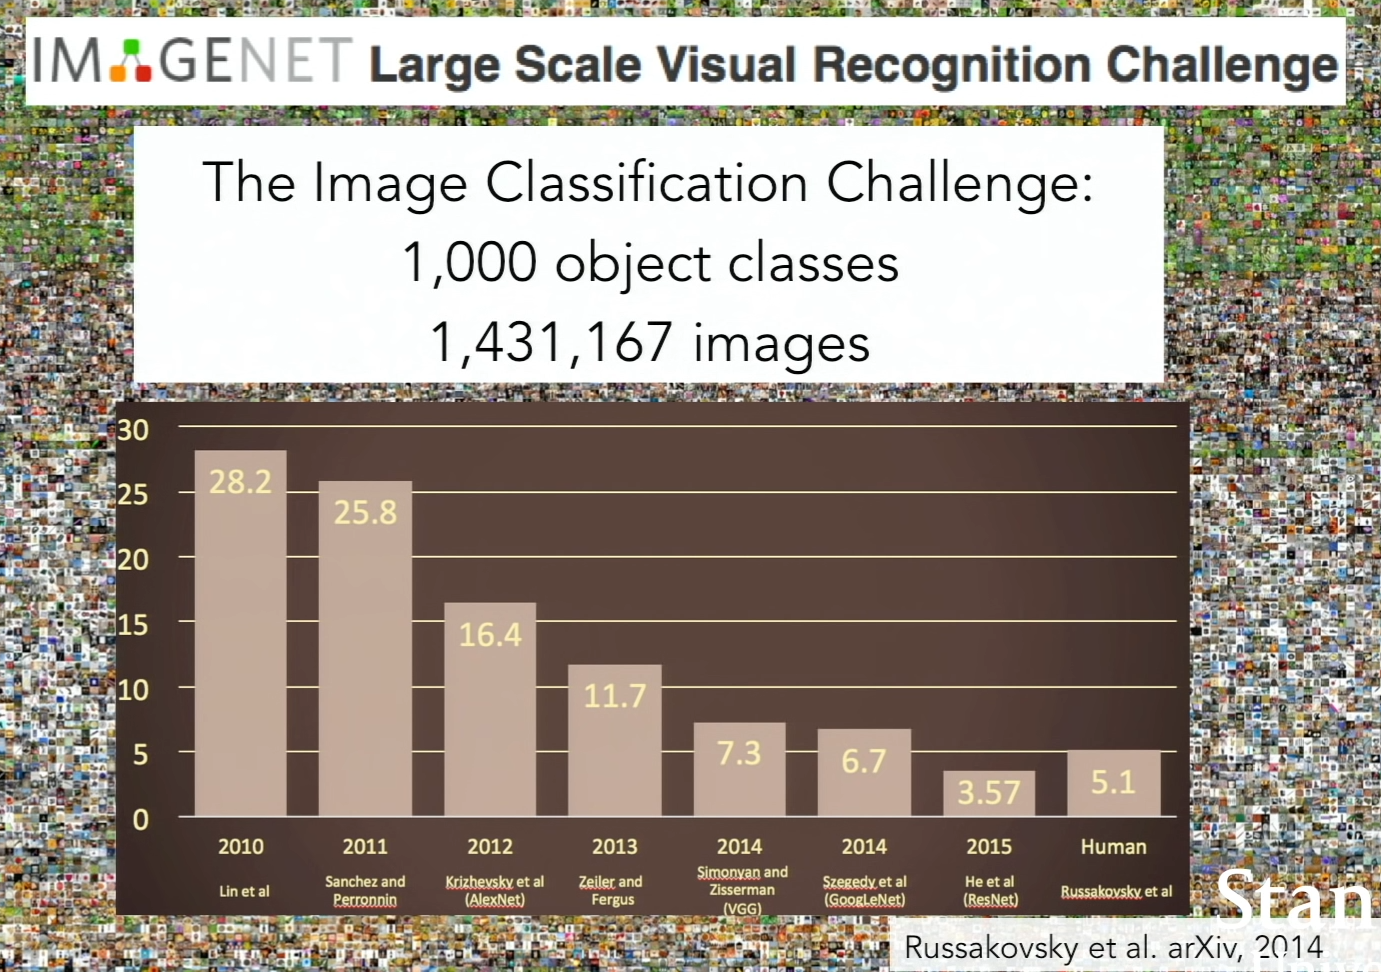 IMAGENET Large Scale Visual Recognition Challenge
The Image Classification Challenge:
1,000 object classes
1,431,167 images
30
25
20
15
10
5
0
28.2
25.8
16.4
11.7
7.3
6.7
3.57
5.1
2010
Lin et al
2011
Sanchez and
Perronnin
2012
Krizhevsky et al
(AlexNet)
2013
Zeiler and
Fergus
2014
Simonyan and
Zisserman
(VGG)
2014
Szegedy et al
(GoogLeNet)
2015
He et al
(ResNet)
Human
Russakovsky et al
Stan
Russakovsky et al. arXiv, 2014